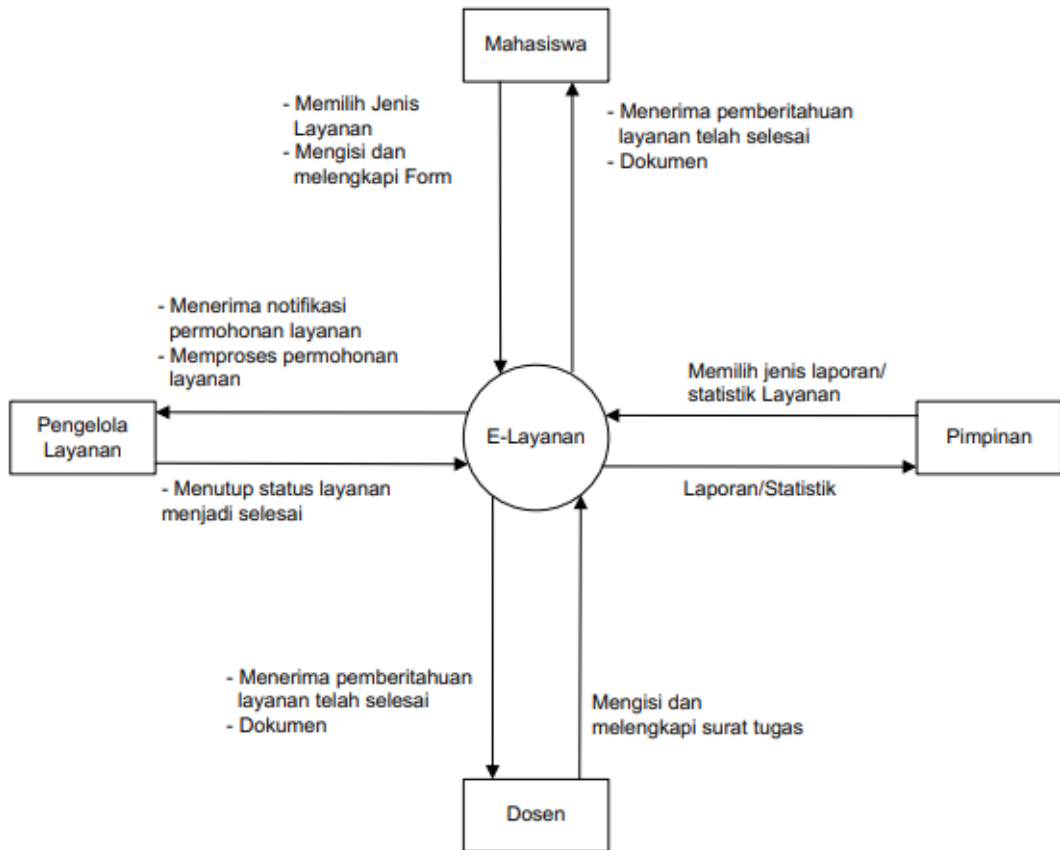 Mahasiswa
- Memilih Jenis
Layanan
- Mengisi dan
melengkapi Form
- Menerima pemberitahuan
layanan telah selesai
- Dokumen
- Menerima notifikasi
permohonan layanan
- Memproses permohonan
layanan
Memilih jenis laporan/
statistik Layanan
Pengelola
Layanan
E-Layanan
Pimpinan
- Menutup status layanan
menjadi selesai
Laporan/Statistik
- Menerima pemberitahuan
layanan telah selesai
- Dokumen
Mengisi dan
melengkapi surat tugas
Dosen